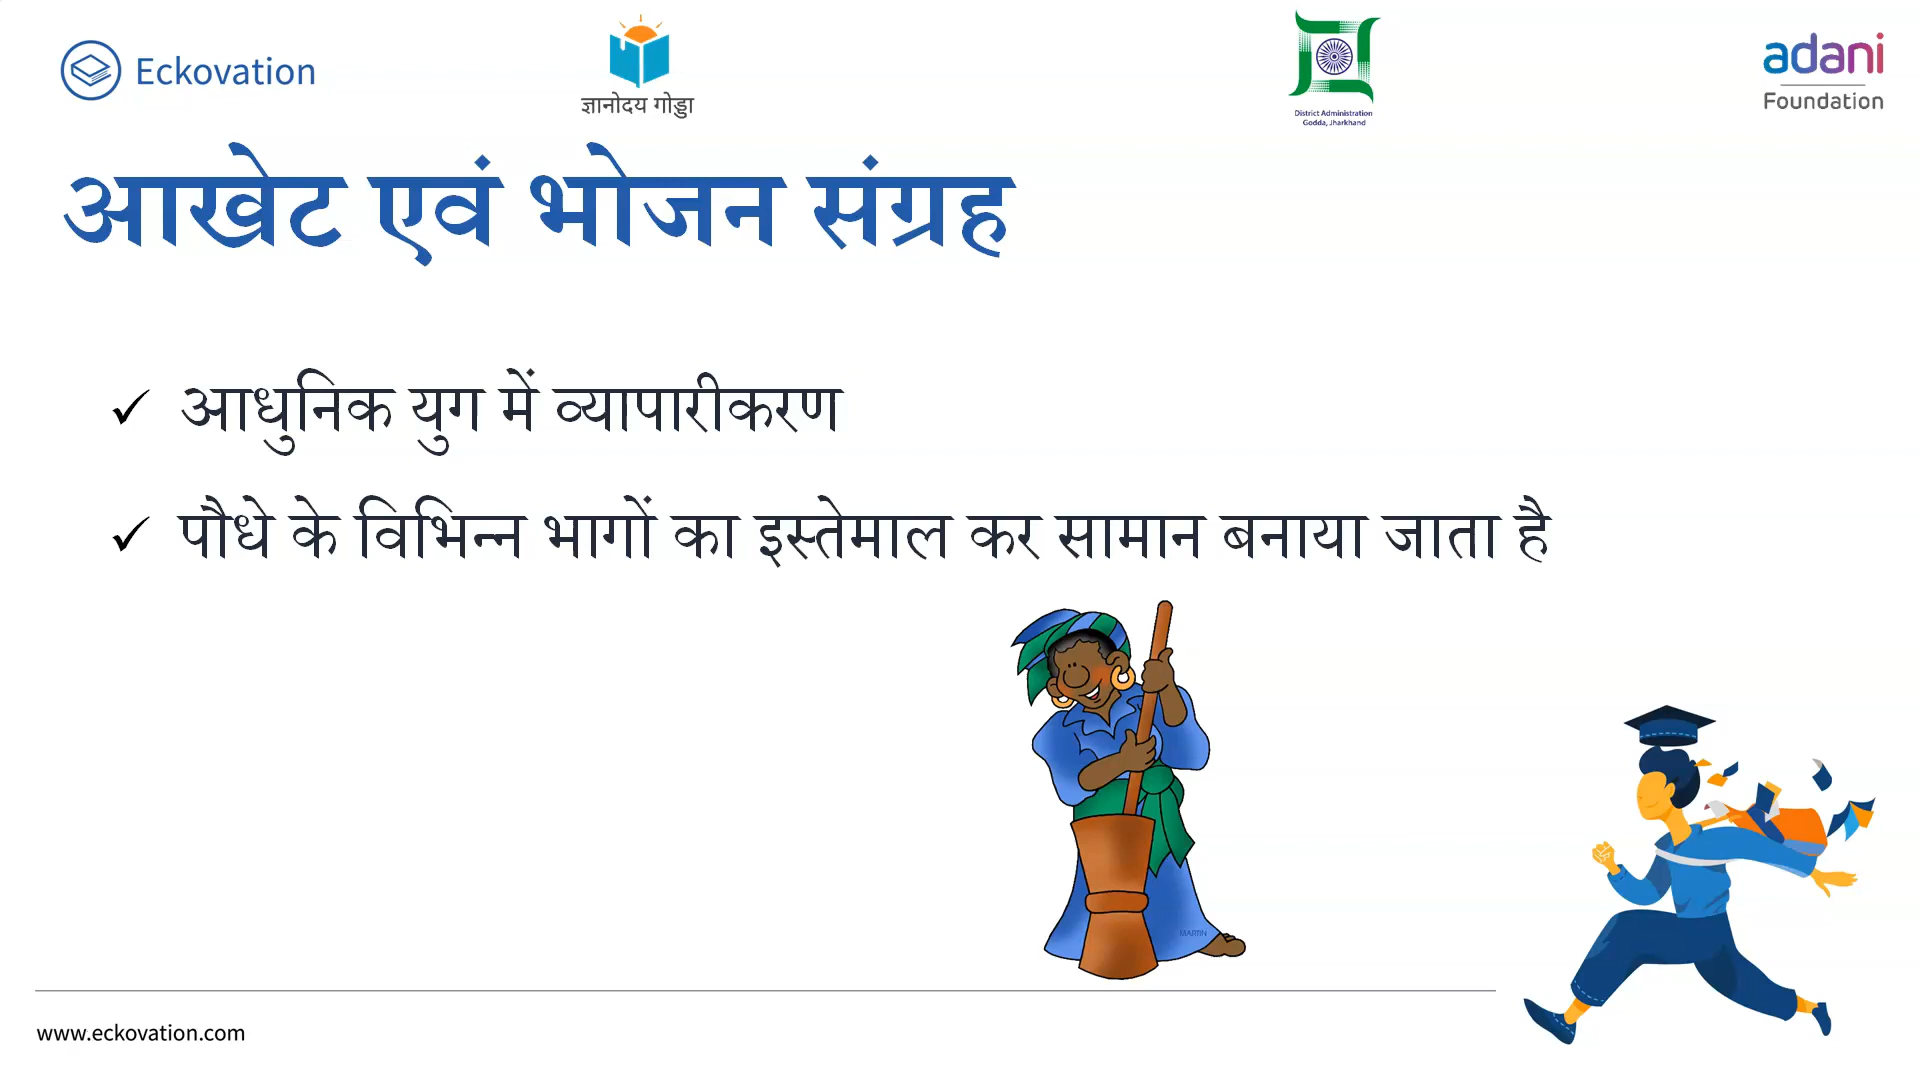 Eckovation
ज्ञानोदय गोड्डा
District Administration
Godda, Jharkhand
adani
Foundation
आखेट एवं भोजन संग्रह
✓ आधुनिक युग में व्यापारीकरण
✓ पौधे के विभिन्न भागों का इस्तेमाल कर सामान बनाया जाता है
MARTIN
www.eckovation.com